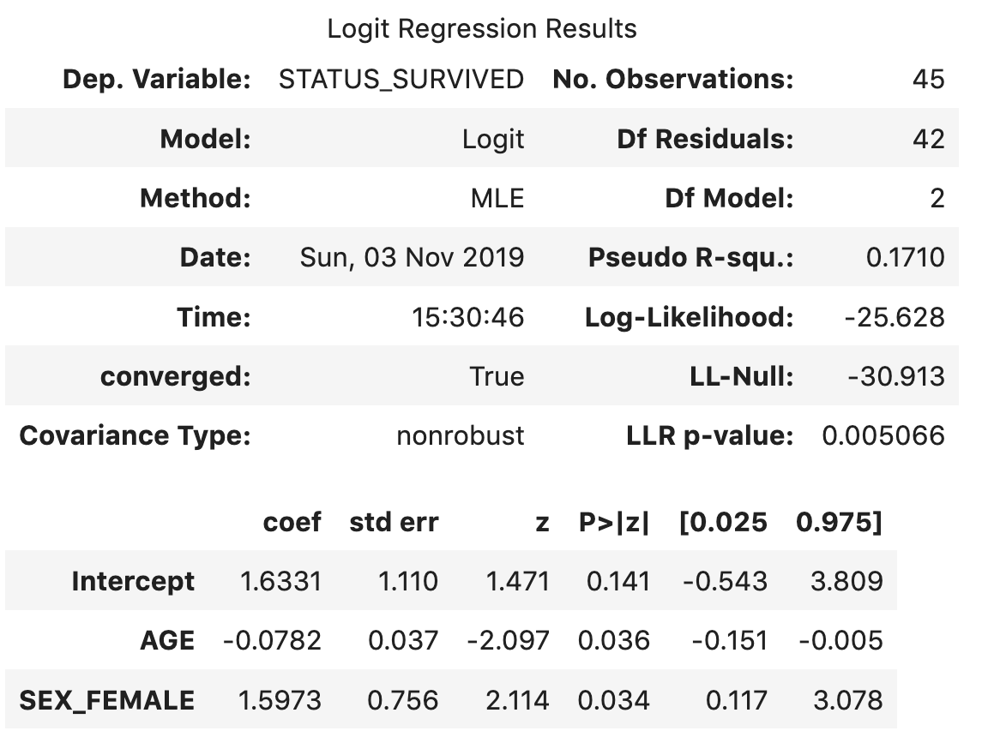 Logit Regression Results
Dep. Variable: STATUS_SURVIVED No. Observations: 45
Model: Logit Df Residuals: 42
Method: MLE Df Model: 2
Date: Sun, 03 Nov 2019 Pseudo R-squ.: 0.1710
Time: 15:30:46 Log-Likelihood: -25.628
converged: True LL-Null: -30.913
Covariance Type: nonrobust LLR p-value: 0.005066
coef std err z P>|z| [0.025 0.975]
Intercept 1.6331 1.110 1.471 0.141 -0.543 3.809
AGE -0.0782 0.037 -2.097 0.036 -0.151 -0.005
SEX_FEMALE 1.5973 0.756 2.114 0.034 0.117 3.078